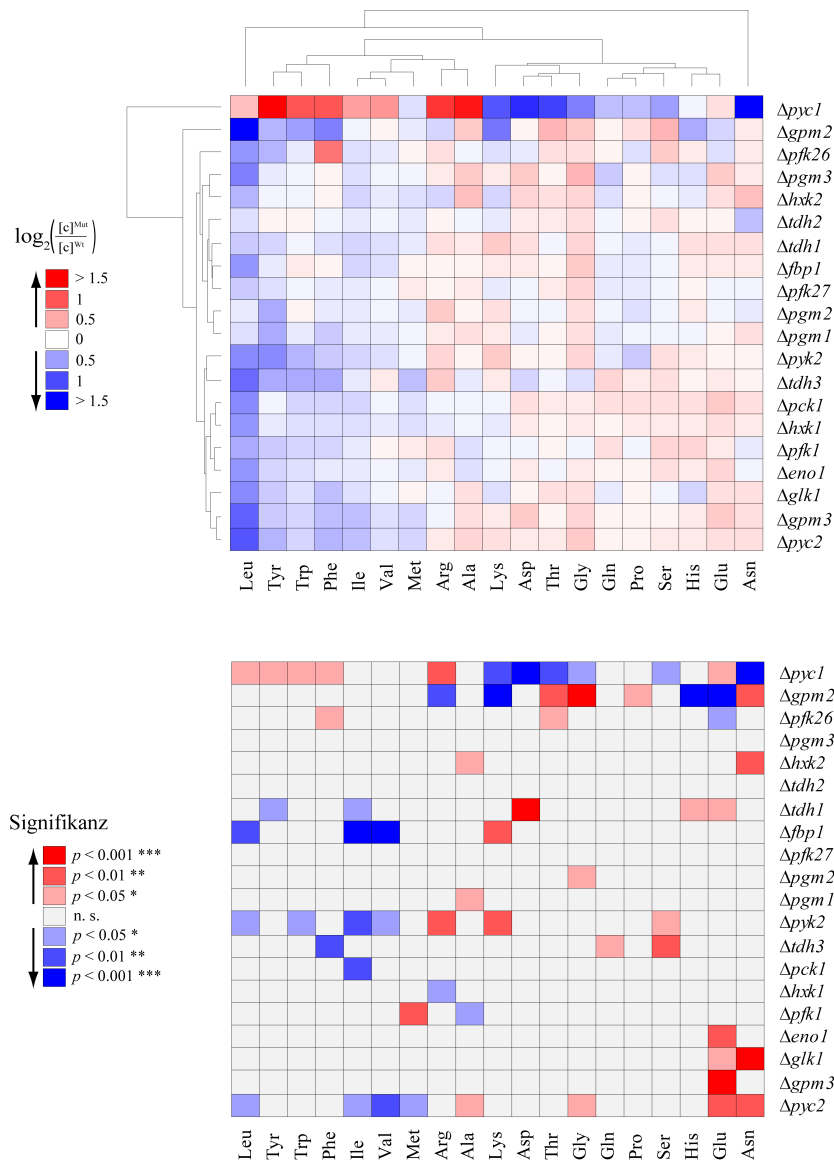 Δpyc1
Δgpm2
Δpfk26
Δpgm3
Δhxk2
Δtdh2
Δtdh1
Δfbp1
Δpfk27
Δpgm2
Δpgm1
Δpyk2
Δtdh3
Δpck1
Δhxk1
Δpfk1
Δeno1
Δglk1
Δgpm3
Δpyc2
log₂([c]ᴹᵘᵗ/[c]ᵂᵗ)
> 1.5
1
0.5
0
0.5
1
> 1.5
Leu Tyr Trp Phe Ile Val Met Arg Ala Lys Asp Thr Gly Gln Pro Ser His Glu Asn
Δpyc1
Δgpm2
Δpfk26
Δpgm3
Δhxk2
Δtdh2
Δtdh1
Δfbp1
Δpfk27
Δpgm2
Δpgm1
Δpyk2
Δtdh3
Δpck1
Δhxk1
Δpfk1
Δeno1
Δglk1
Δgpm3
Δpyc2
Signifikanz
p < 0.001 ***
p < 0.01 **
p < 0.05 *
n. s.
p < 0.05 *
p < 0.01 **
p < 0.001 ***
Leu Tyr Trp Phe Ile Val Met Arg Ala Lys Asp Thr Gly Gln Pro Ser His Glu Asn